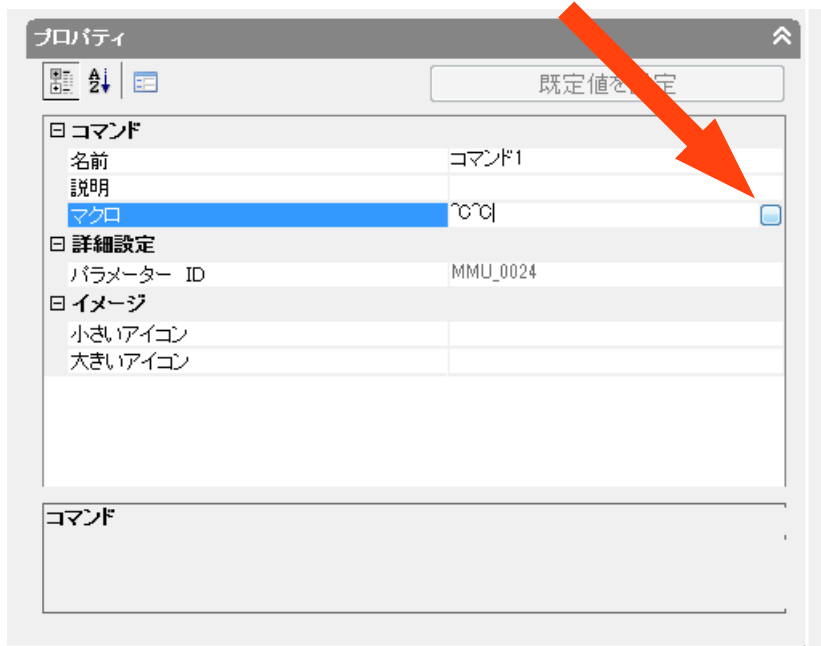 プロパティ
既定値を設定
コマンド
名前 コマンド1
説明
マクロ ^C^C
詳細設定
パラメーター ID MMU_0024
イメージ
小さいアイコン
大きいアイコン
コマンド